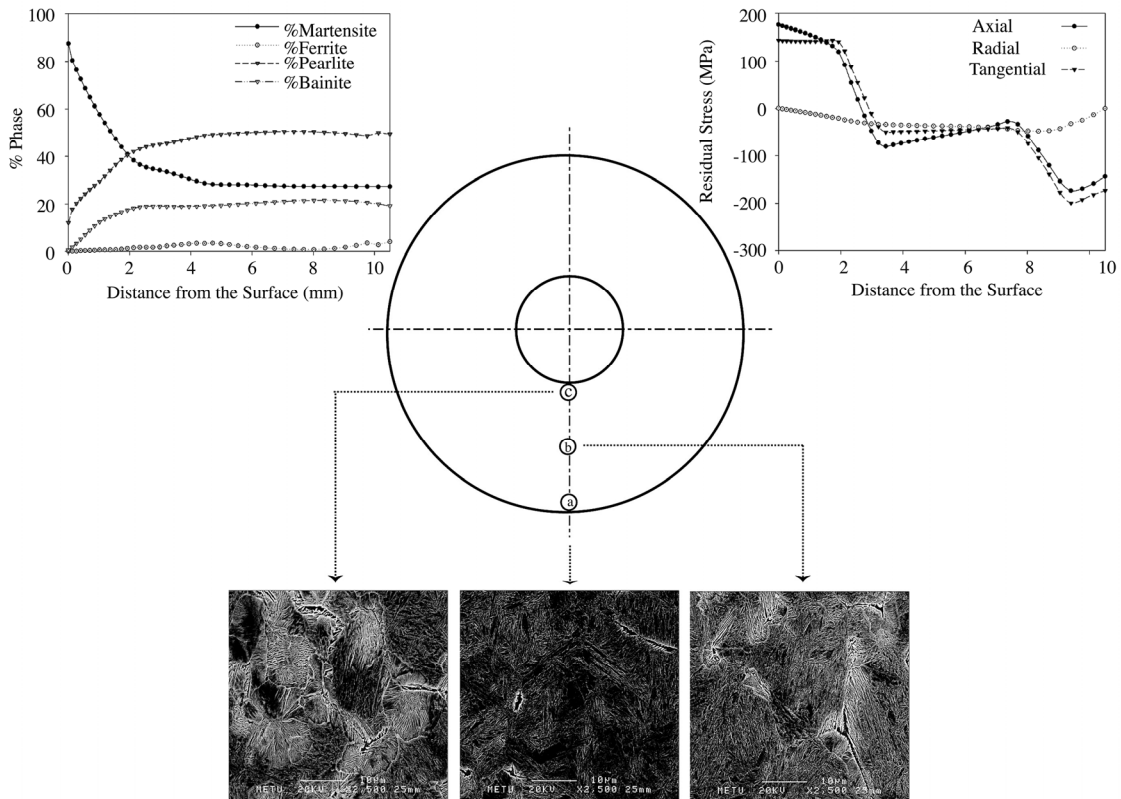 100
80
60
40
20
0
% Phase
%Martensite
%Ferrite
%Pearlite
%Bainite
0 2 4 6 8 10
Distance from the Surface (mm)
200
100
0
-100
-200
-300
Residual Stress (MPa)
Axial
Radial
Tangential
0 2 4 6 8 10
Distance from the Surface
c
b
a
10µm
METU 20KV X2,500 25mm
10µm
METU 20KV X2,500 25mm
10µm
METU 20KV X2,500 25mm